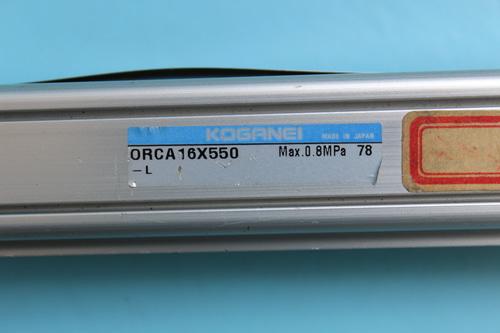 KOGANEI MADE IN JAPAN
ORCA16X550 Max.0.8MPa 78
-L